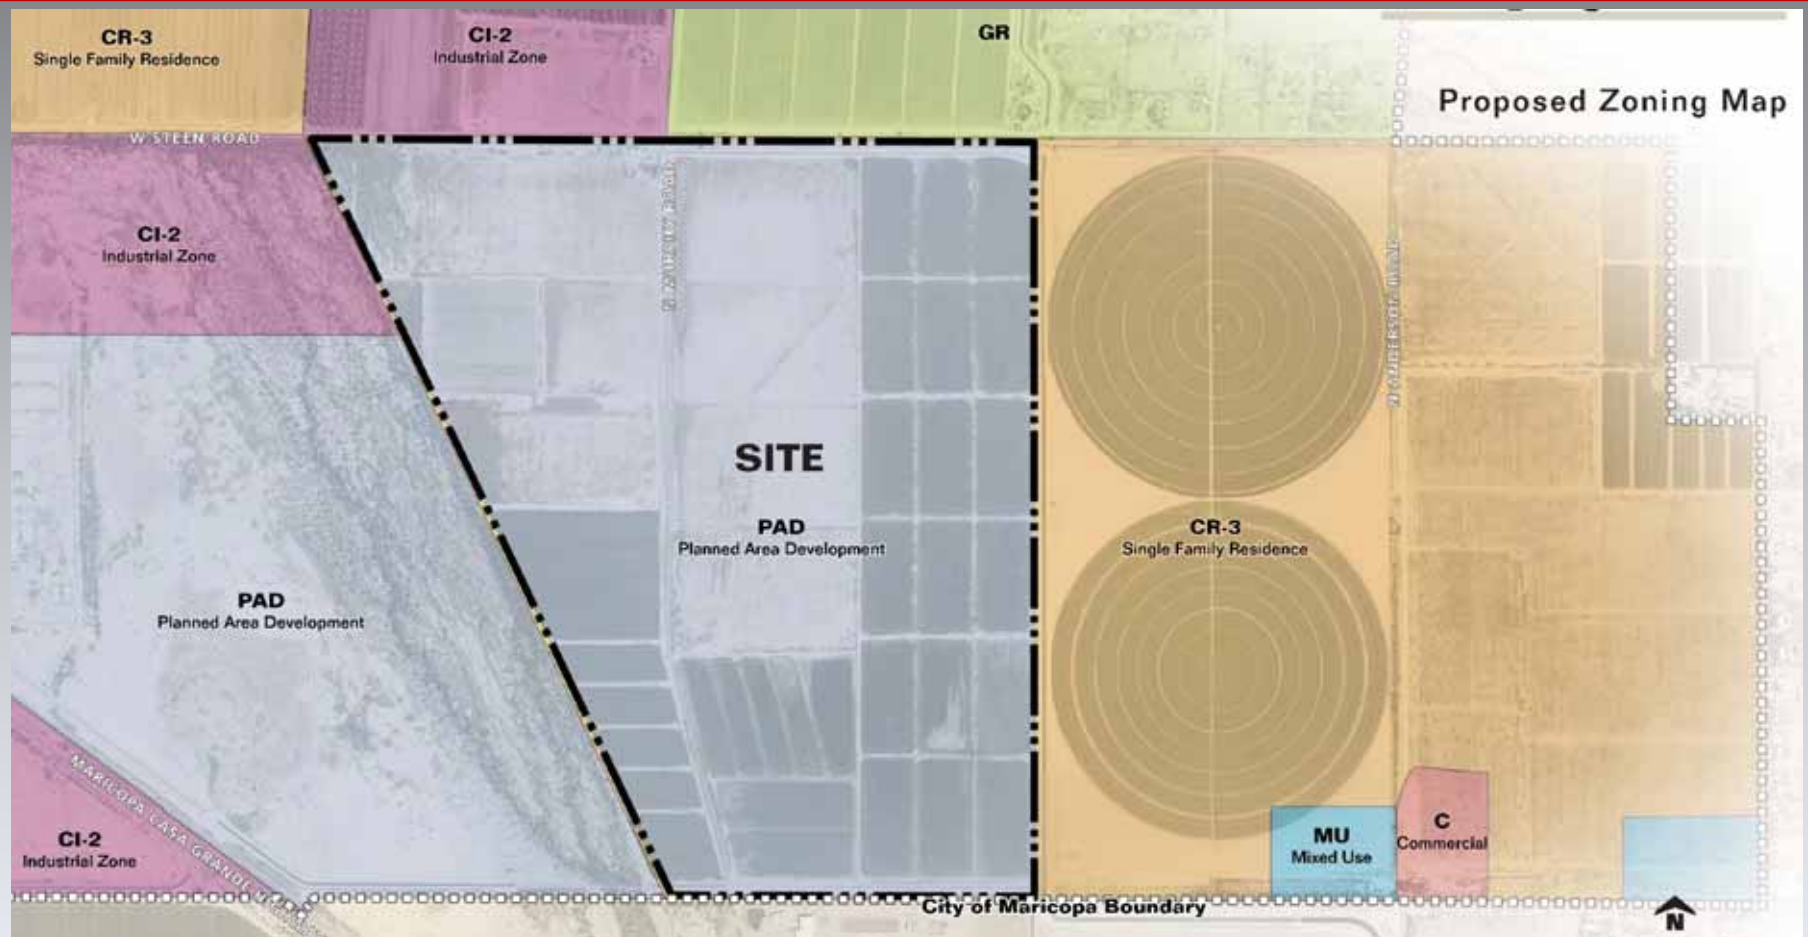 CR-3
Single Family Residence
CI-2
Industrial Zone
GR
Proposed Zoning Map
W STEEN ROAD
CI-2
Industrial Zone
N ANDERSON ROAD
SITE
PAD
Planned Area Development
CR-3
Single Family Residence
PAD
Planned Area Development
MARICOPA CASA GRANDE
CI-2
Industrial Zone
MU
Mixed Use
C
Commercial
City of Maricopa Boundary
N